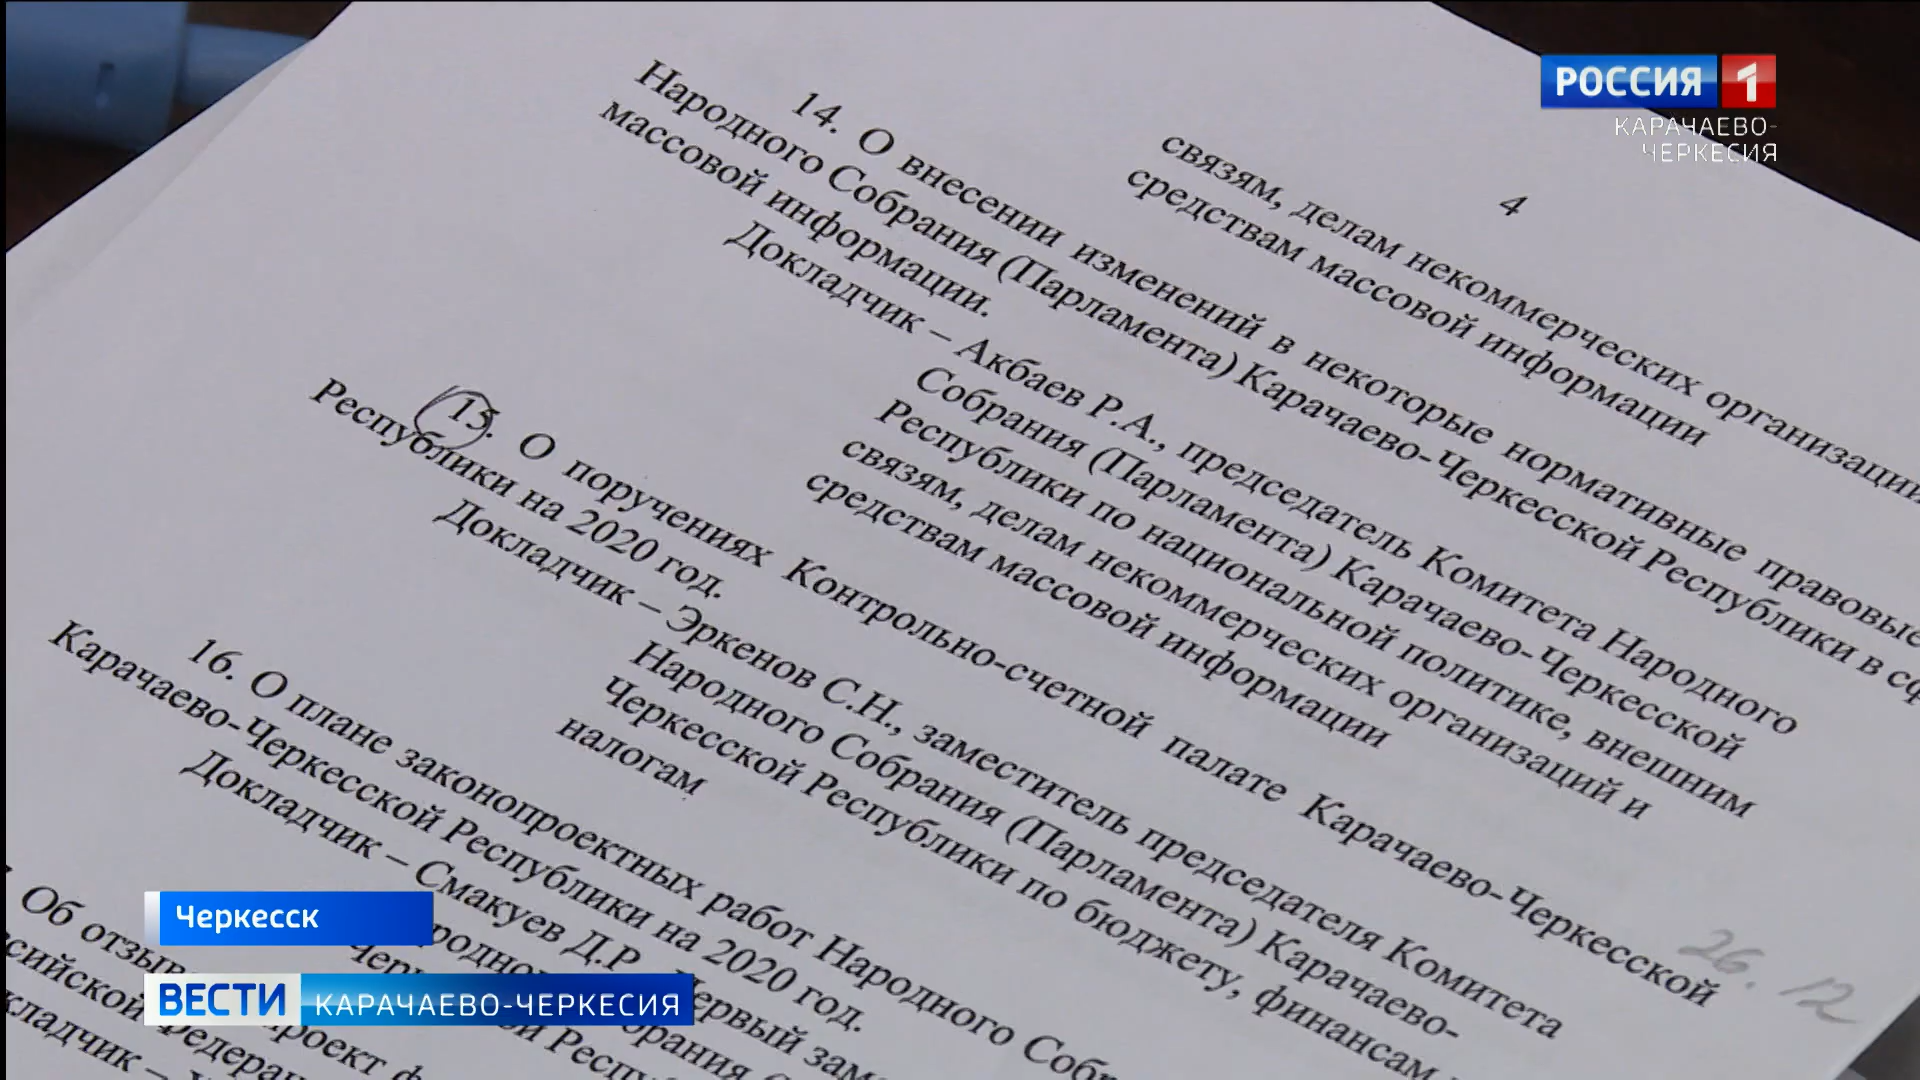 РОССИЯ 1
КАРАЧАЕВО-
ЧЕРКЕСИЯ
4
связям, делам некоммерческих организаций
средствам массовой информации
14. О внесении изменений в некоторые нормативные правовые
Народного Собрания (Парламента) Карачаево-Черкесской Республики в
массовой информации.
Докладчик – Акбаев Р.А., председатель Комитета Народного
Собрания (Парламента) Карачаево-Черкесской
Республики по национальной политике, внешним
связям, делам некоммерческих организаций и
средствам массовой информации
15. О поручениях Контрольно-счетной палате Карачаево-Черкесской
Республики на 2020 год.
Докладчик – Эркенов С.Н., заместитель председателя Комитета
Народного Собрания (Парламента) Карачаево-
Черкесской Республики по бюджету, финансам
налогам
16. О плане законопроектных работ Народного
Карачаево-Черкесской Республики на 2020 год.
Докладчик – Смакуев Д.Р. Первый
Об
26.12
Черкесск
ВЕСТИ КАРАЧАЕВО-ЧЕРКЕСИЯ